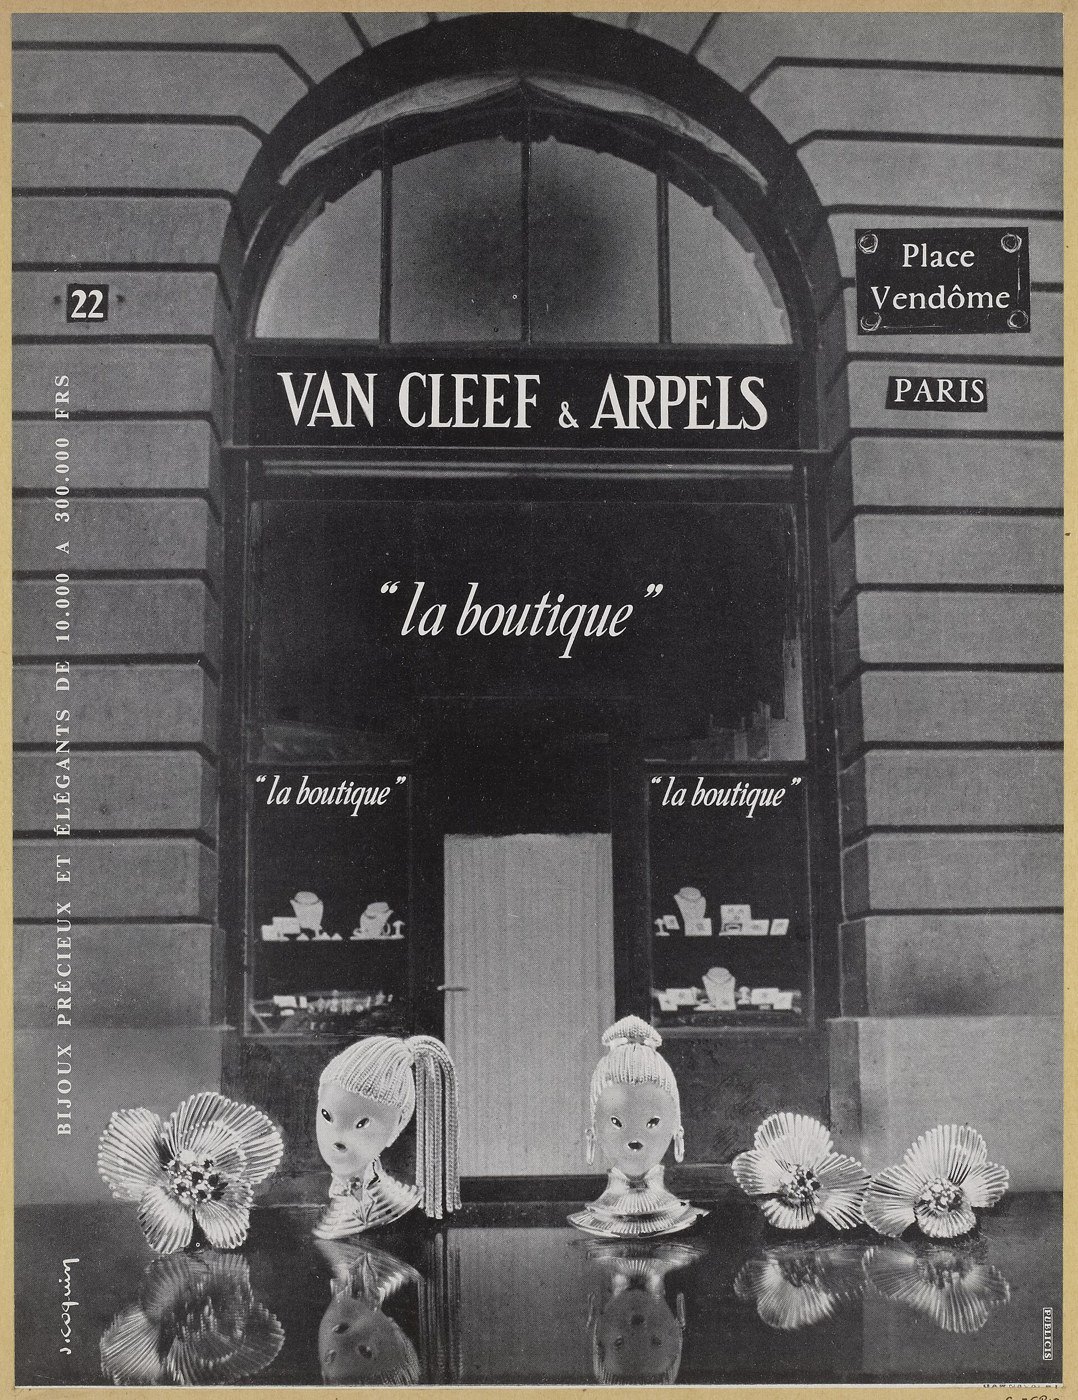 22
Place
Vendôme
PARIS
VAN CLEEF & ARPELS
“la boutique”
“la boutique”
“la boutique”
BIJOUX PRÉCIEUX ET ÉLÉGANTS DE 10.000 A 300.000 FRS
J. Coquin
PUBLICIS